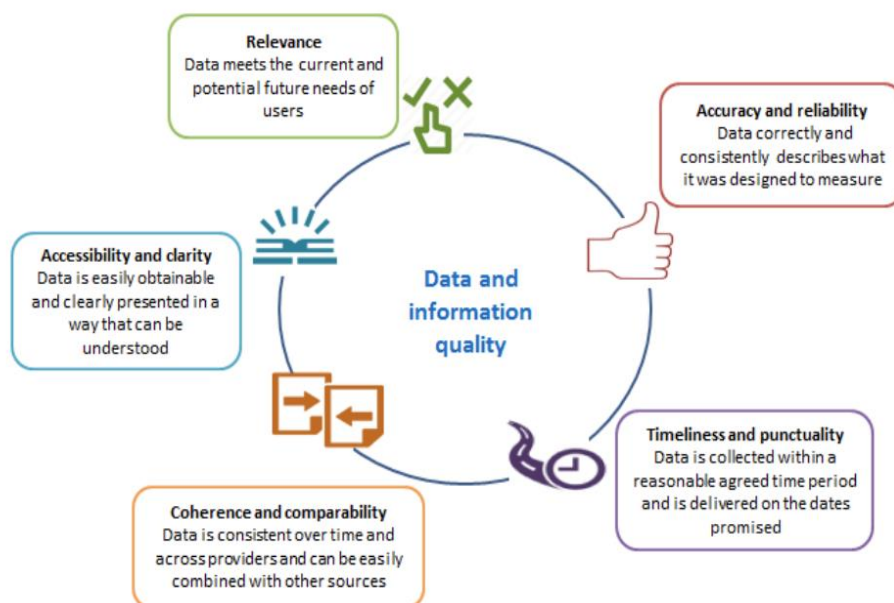 Relevance
Data meets the current and
potential future needs of
users
Accuracy and reliability
Data correctly and
consistently describes what
it was designed to measure
Accessibility and clarity
Data is easily obtainable
and clearly presented in a
way that can be
understood
Data and
information
quality
Timeliness and punctuality
Data is collected within a
reasonable agreed time period
and is delivered on the dates
promised
Coherence and comparability
Data is consistent over time and
across providers and can be easily
combined with other sources